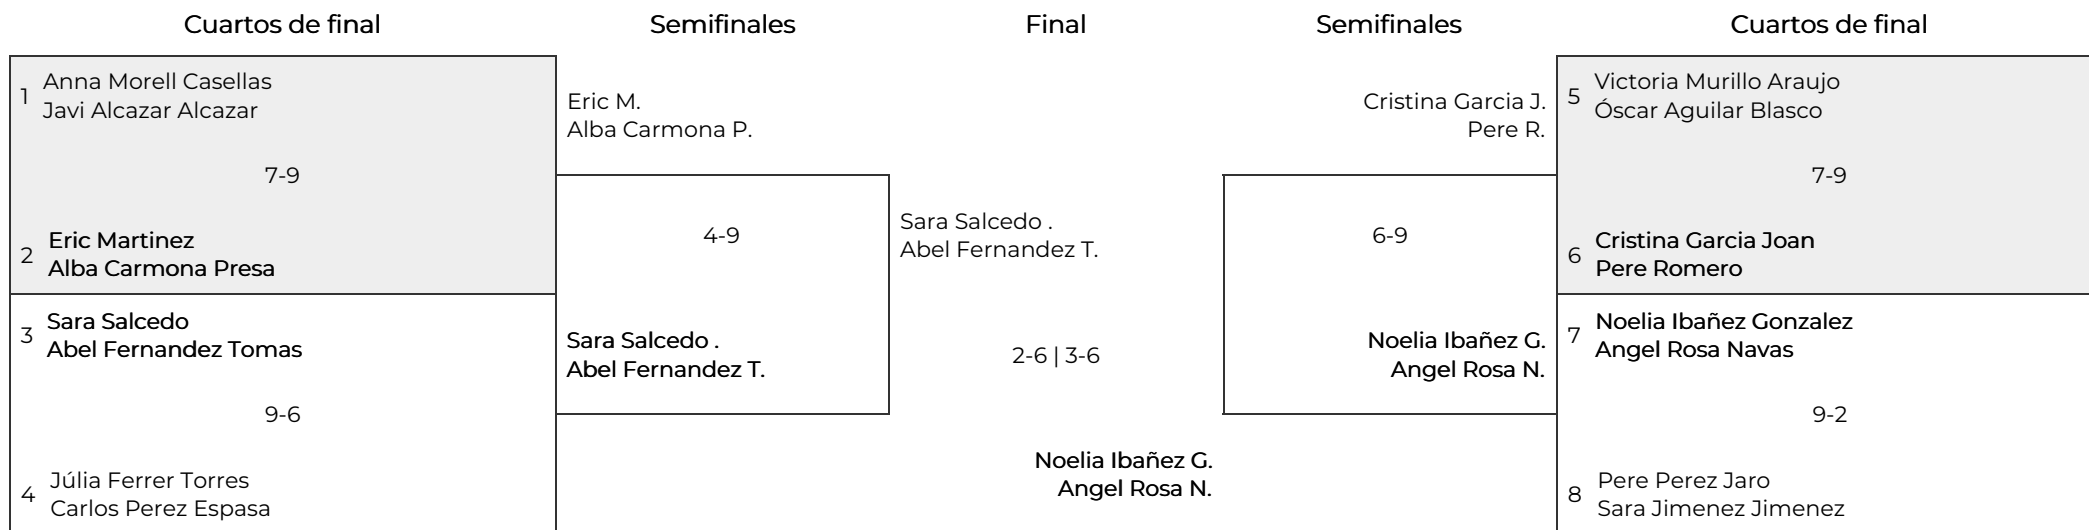 Cuartos de final
Semifinales
Final
Semifinales
Cuartos de final
1
Anna Morell Casellas
Javi Alcazar Alcazar
7-9
2
Eric Martinez
Alba Carmona Presa
3
Sara Salcedo
Abel Fernandez Tomas
9-6
4
Júlia Ferrer Torres
Carlos Perez Espasa
Eric M.
Alba Carmona P.
4-9
Sara Salcedo .
Abel Fernandez T.
Sara Salcedo .
Abel Fernandez T.
2-6 | 3-6
Noelia Ibañez G.
Angel Rosa N.
Cristina Garcia J.
Pere R.
6-9
Noelia Ibañez G.
Angel Rosa N.
5
Victoria Murillo Araujo
Óscar Aguilar Blasco
7-9
6
Cristina Garcia Joan
Pere Romero
7
Noelia Ibañez Gonzalez
Angel Rosa Navas
9-2
8
Pere Perez Jaro
Sara Jimenez Jimenez